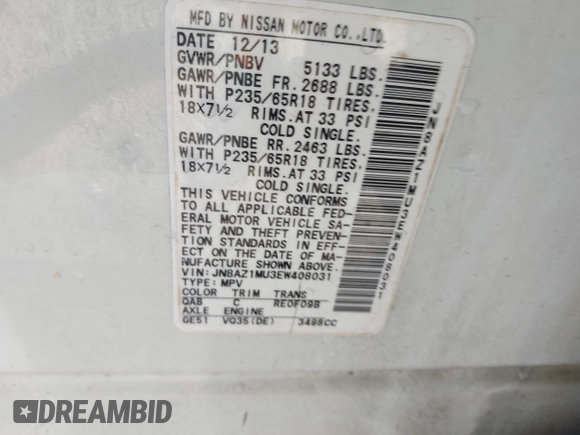 MFD BY NISSAN MOTOR CO.,LTD.
DATE 12/13
GVWR/PNBV 5133 LBS.
GAWR/PNBE FR. 2688 LBS.
WITH P235/65R18 TIRES.
18X7½ RIMS.AT 33 PSI
COLD SINGLE.
GAWR/PNBE RR. 2463 LBS.
WITH P235/65R18 TIRES.
18X7½ RIMS.AT 33 PSI
COLD SINGLE.
THIS VEHICLE CONFORMS
TO ALL APPLICABLE FED-
ERAL MOTOR VEHICLE SA-
FETY AND THEFT PREVEN-
TION STANDARDS IN EFF-
ECT ON THE DATE OF MA-
NUFACTURE SHOWN ABOVE.
VIN: JN8AZ1MU3EW408031
TYPE: MPV
COLOR TRIM TRANS
QAB C RE0F09B
AXLE ENGINE
GE51 VQ35(DE) 3498CC
JN8AZ1MU3EW408031
DREAMBID